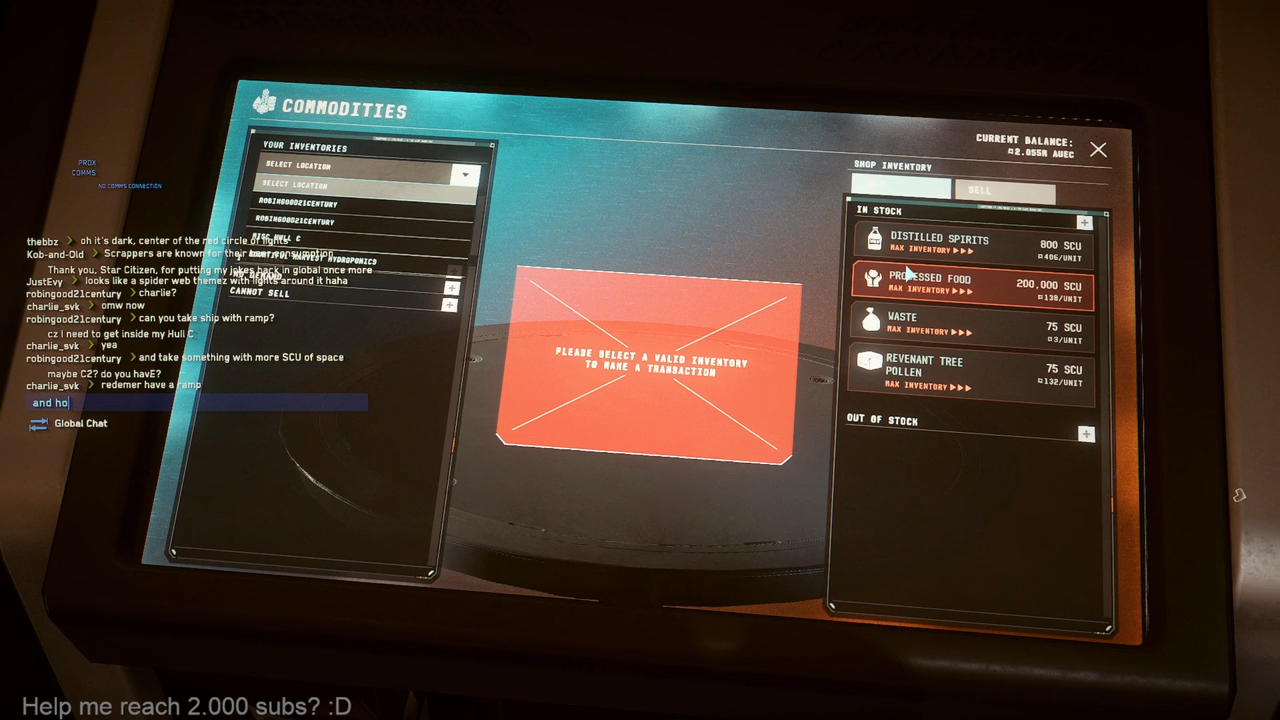 COMMODITIES
CURRENT BALANCE:
¤2.055M AUEC
YOUR INVENTORIES
SELECT LOCATION
SELECT LOCATION
ROBINGOOD21CENTURY
ROBINGOOD21CENTURY
MISC HULL C
HARVEST HYDROPONICS
NO DEMAND
CANNOT SELL
PROX
COMMS
NO COMMS CONNECTION
thebbz > oh it's dark, center of the red circle of lights
Kob-and-Old > Scrappers are known for their own consumption
Thank you, Star Citizen, for putting my jokes back in global once more
JustEvy > looks like a spider web themez with lights around it haha
robingood21century > charlie?
charlie_svk > omw now
robingood21century > can you take ship with ramp?
cz I need to get inside my Hull C
charlie_svk > yea
robingood21century > and take something with more SCU of space
maybe C2? do you havE?
charlie_svk > redemer have a ramp
and ho
Global Chat
PLEASE SELECT A VALID INVENTORY
TO MAKE A TRANSACTION
SHOP INVENTORY
SELL
IN STOCK
DISTILLED SPIRITS
800 SCU
MAX INVENTORY
¤406/UNIT
PROCESSED FOOD
200,000 SCU
MAX INVENTORY
¤138/UNIT
WASTE
75 SCU
MAX INVENTORY
¤3/UNIT
REVENANT TREE
POLLEN
75 SCU
MAX INVENTORY
¤132/UNIT
OUT OF STOCK
Help me reach 2.000 subs? :D